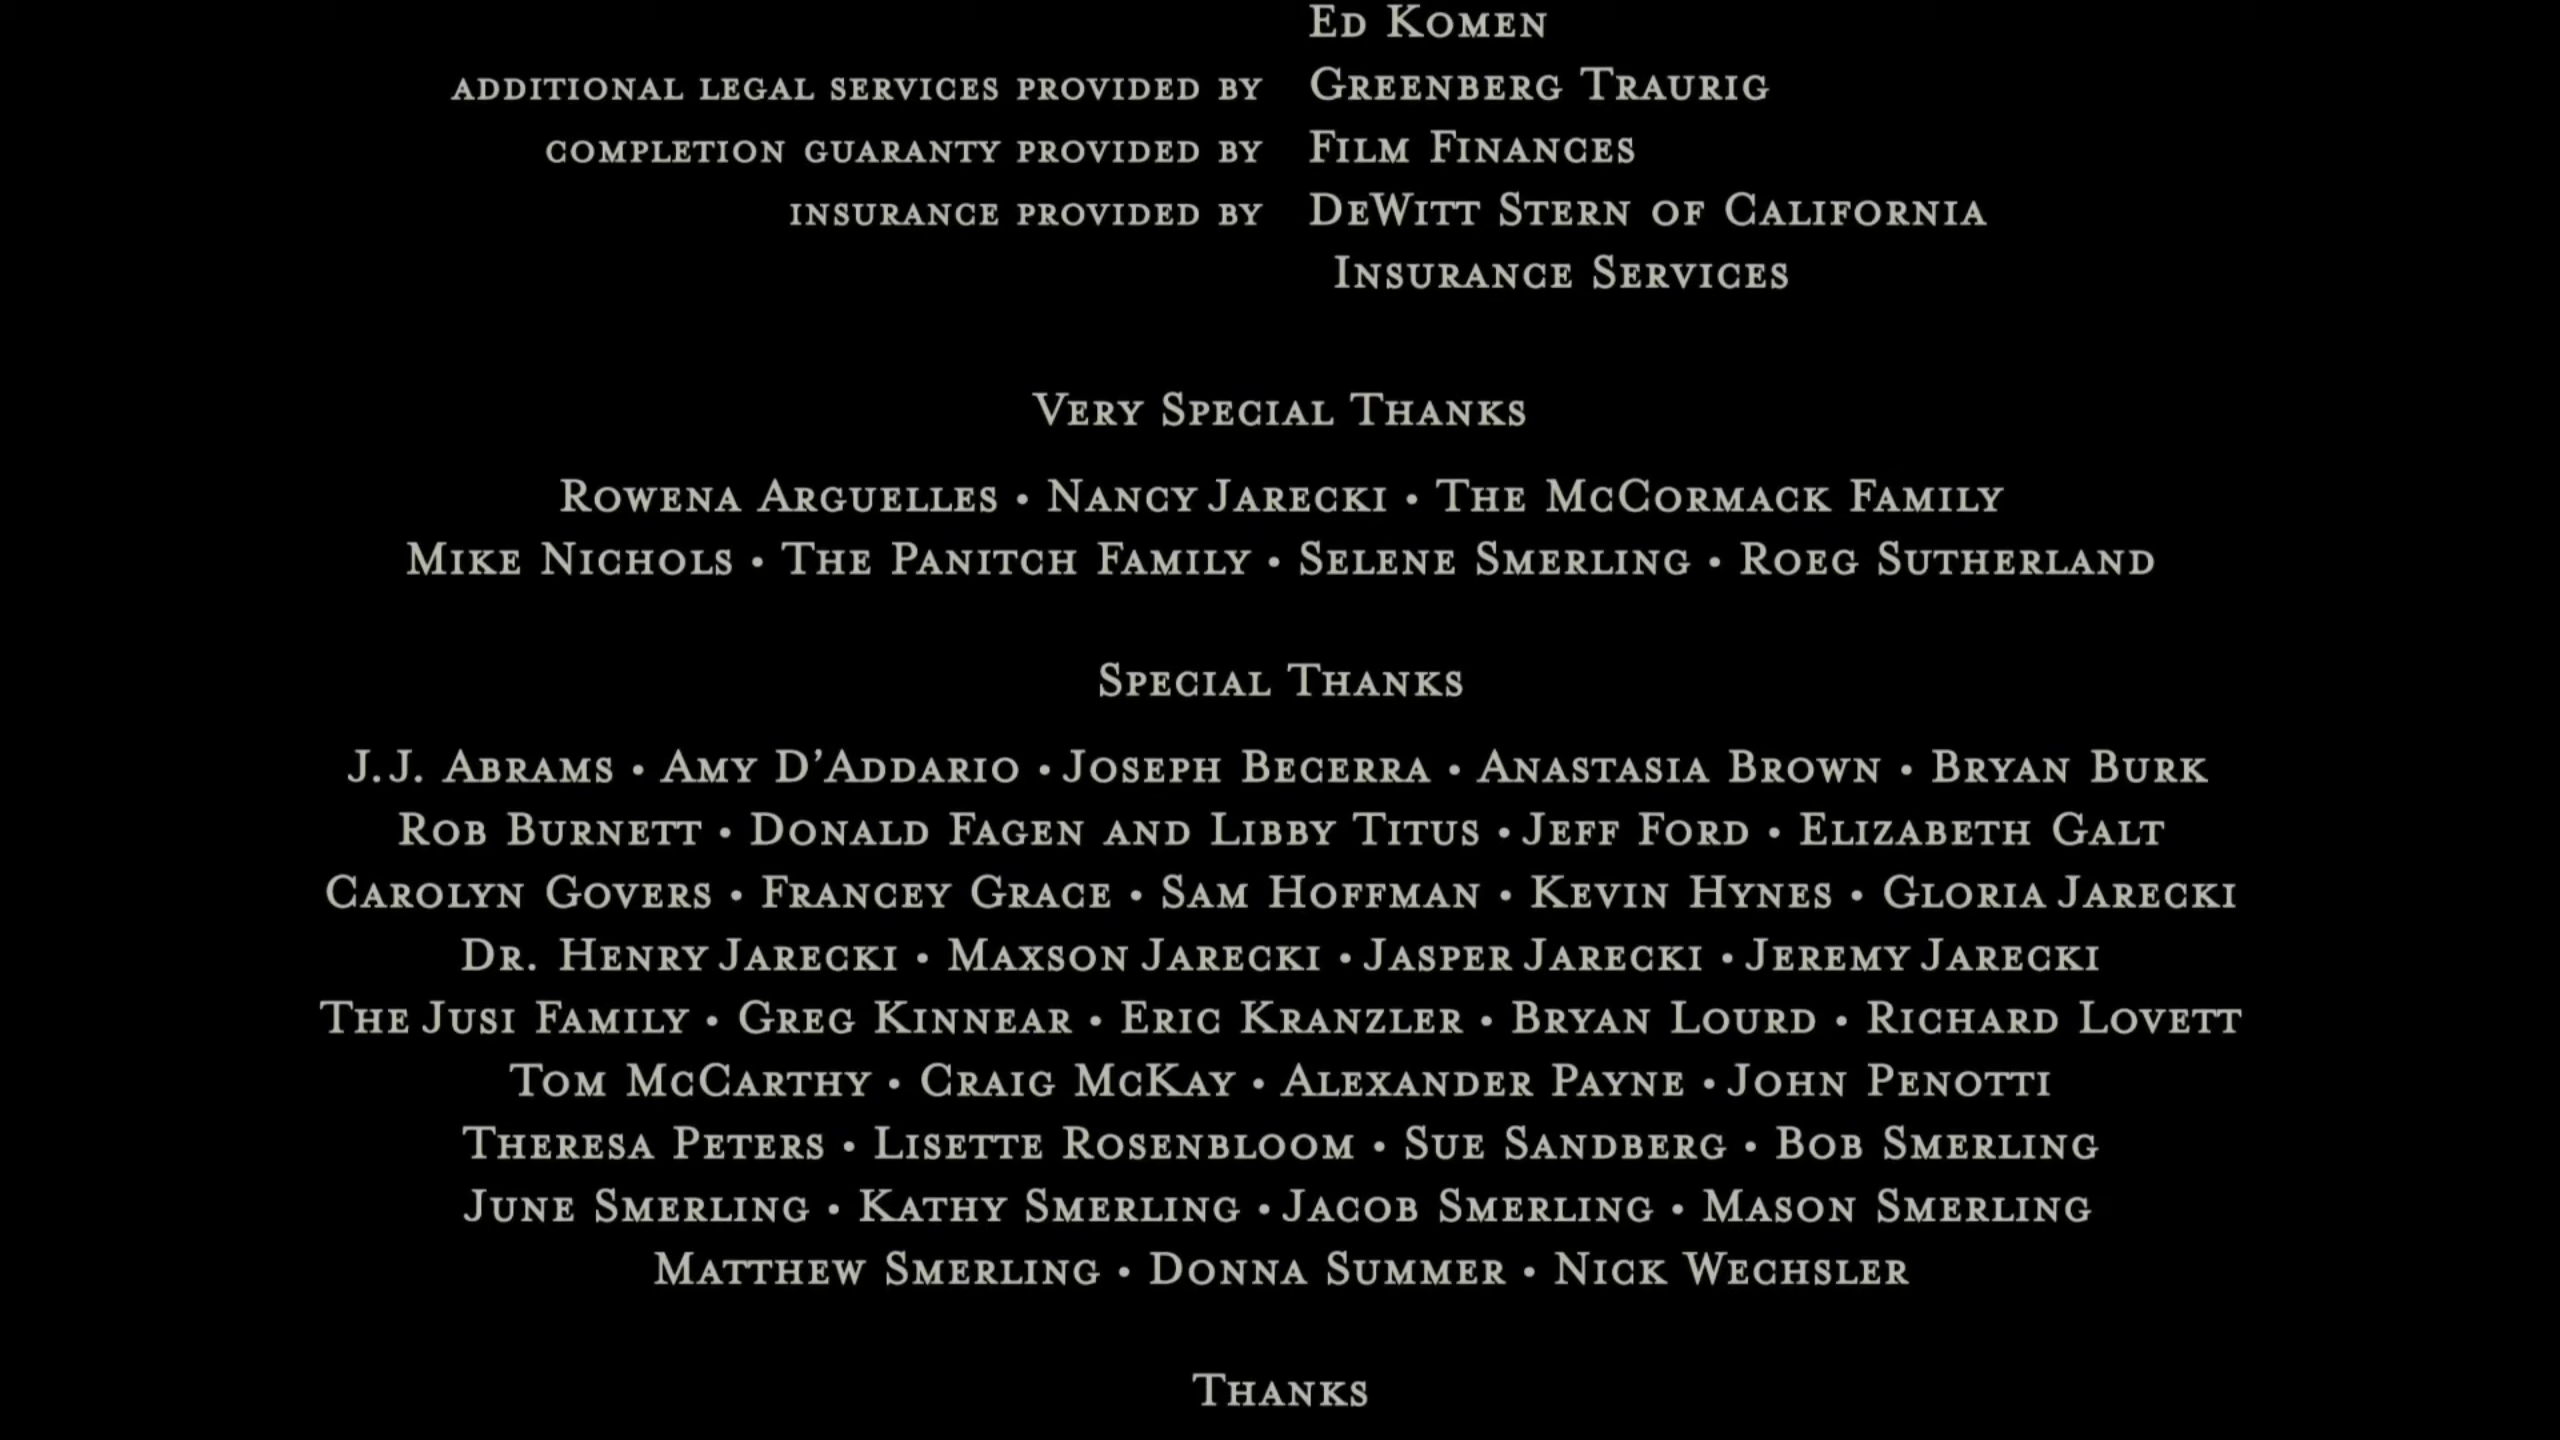 Ed Komen
additional legal services provided by Greenberg Traurig
completion guaranty provided by Film Finances
insurance provided by DeWitt Stern of California
Insurance Services
Very Special Thanks
Rowena Arguelles • Nancy Jarecki • The McCormack Family
Mike Nichols • The Panitch Family • Selene Smerling • Roeg Sutherland
Special Thanks
J.J. Abrams • Amy D'Addario • Joseph Becerra • Anastasia Brown • Bryan Burk
Rob Burnett • Donald Fagen and Libby Titus • Jeff Ford • Elizabeth Galt
Carolyn Govers • Francey Grace • Sam Hoffman • Kevin Hynes • Gloria Jarecki
Dr. Henry Jarecki • Maxson Jarecki • Jasper Jarecki • Jeremy Jarecki
The Jusi Family • Greg Kinnear • Eric Kranzler • Bryan Lourd • Richard Lovett
Tom McCarthy • Craig McKay • Alexander Payne • John Penotti
Theresa Peters • Lisette Rosenbloom • Sue Sandberg • Bob Smerling
June Smerling • Kathy Smerling • Jacob Smerling • Mason Smerling
Matthew Smerling • Donna Summer • Nick Wechsler
Thanks